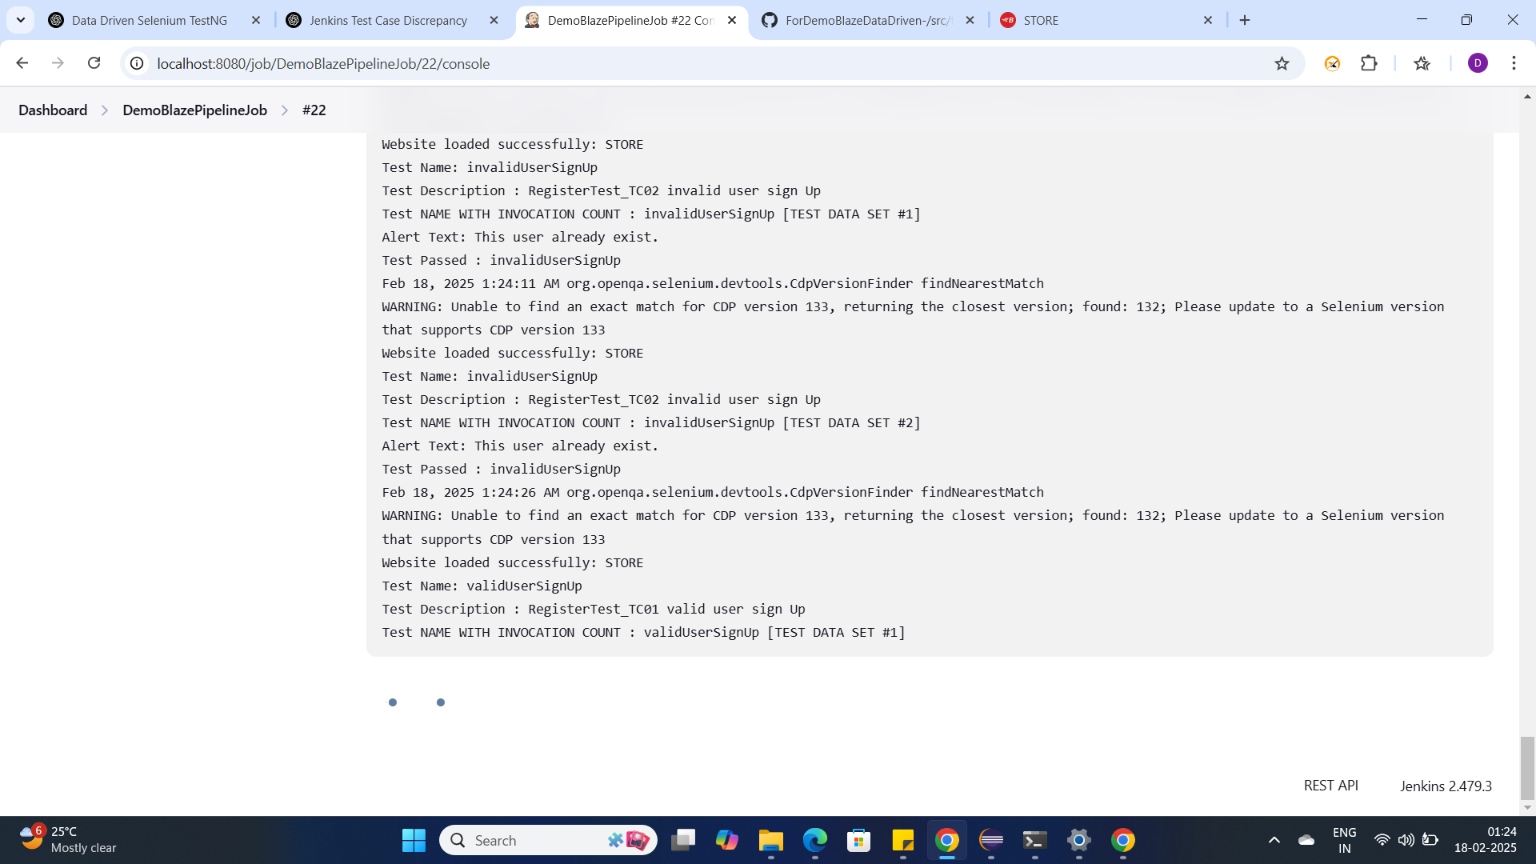 Data Driven Selenium TestNG
Jenkins Test Case Discrepancy
DemoBlazePipelineJob #22 Con
ForDemoBlazeDataDriven-/src/
STORE
localhost:8080/job/DemoBlazePipelineJob/22/console
D
Dashboard
DemoBlazePipelineJob
#22
Website loaded successfully: STORE
Test Name: invalidUserSignUp
Test Description : RegisterTest_TC02 invalid user sign Up
Test NAME WITH INVOCATION COUNT : invalidUserSignUp [TEST DATA SET #1]
Alert Text: This user already exist.
Test Passed : invalidUserSignUp
Feb 18, 2025 1:24:11 AM org.openqa.selenium.devtools.CdpVersionFinder findNearestMatch
WARNING: Unable to find an exact match for CDP version 133, returning the closest version; found: 132; Please update to a Selenium version
that supports CDP version 133
Website loaded successfully: STORE
Test Name: invalidUserSignUp
Test Description : RegisterTest_TC02 invalid user sign Up
Test NAME WITH INVOCATION COUNT : invalidUserSignUp [TEST DATA SET #2]
Alert Text: This user already exist.
Test Passed : invalidUserSignUp
Feb 18, 2025 1:24:26 AM org.openqa.selenium.devtools.CdpVersionFinder findNearestMatch
WARNING: Unable to find an exact match for CDP version 133, returning the closest version; found: 132; Please update to a Selenium version
that supports CDP version 133
Website loaded successfully: STORE
Test Name: validUserSignUp
Test Description : RegisterTest_TC01 valid user sign Up
Test NAME WITH INVOCATION COUNT : validUserSignUp [TEST DATA SET #1]
REST API
Jenkins 2.479.3
6
25°C
Mostly clear
Search
ENG
IN
01:24
18-02-2025